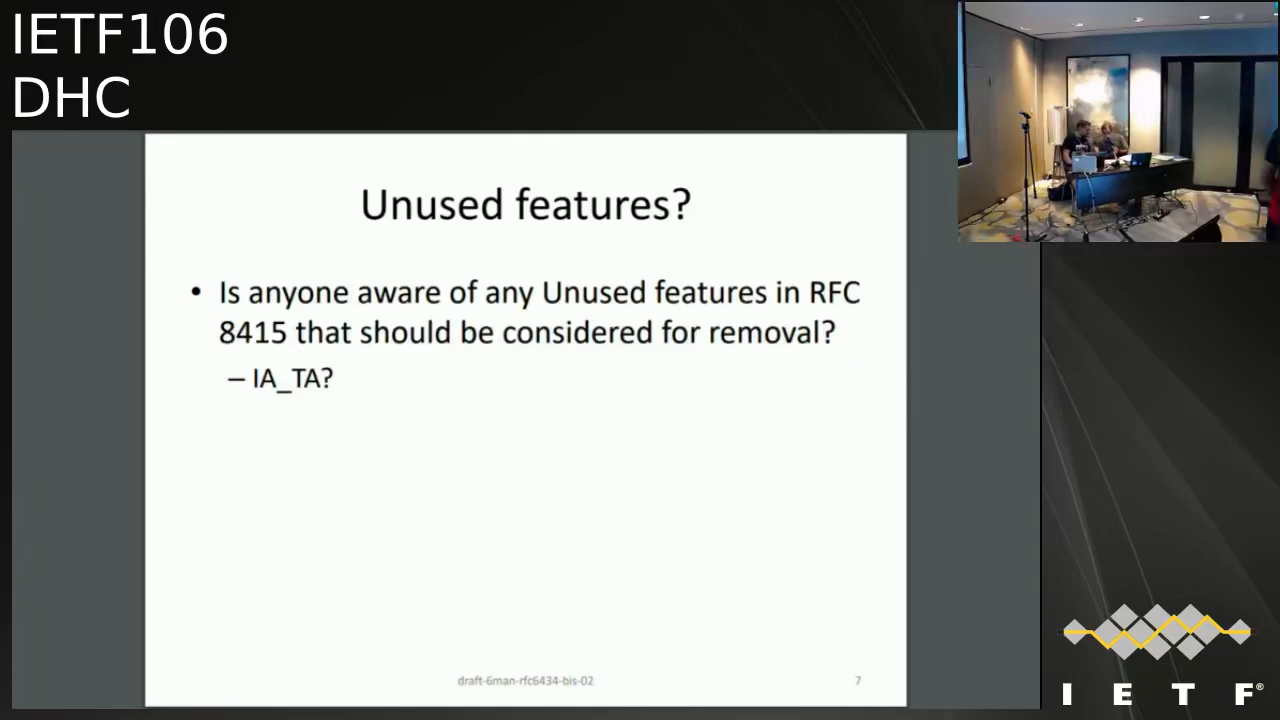 IETF106
DHC
Unused features?
• Is anyone aware of any Unused features in RFC
8415 that should be considered for removal?
– IA_TA?
draft-6man-rfc6434-bis-02
7
I E T F®